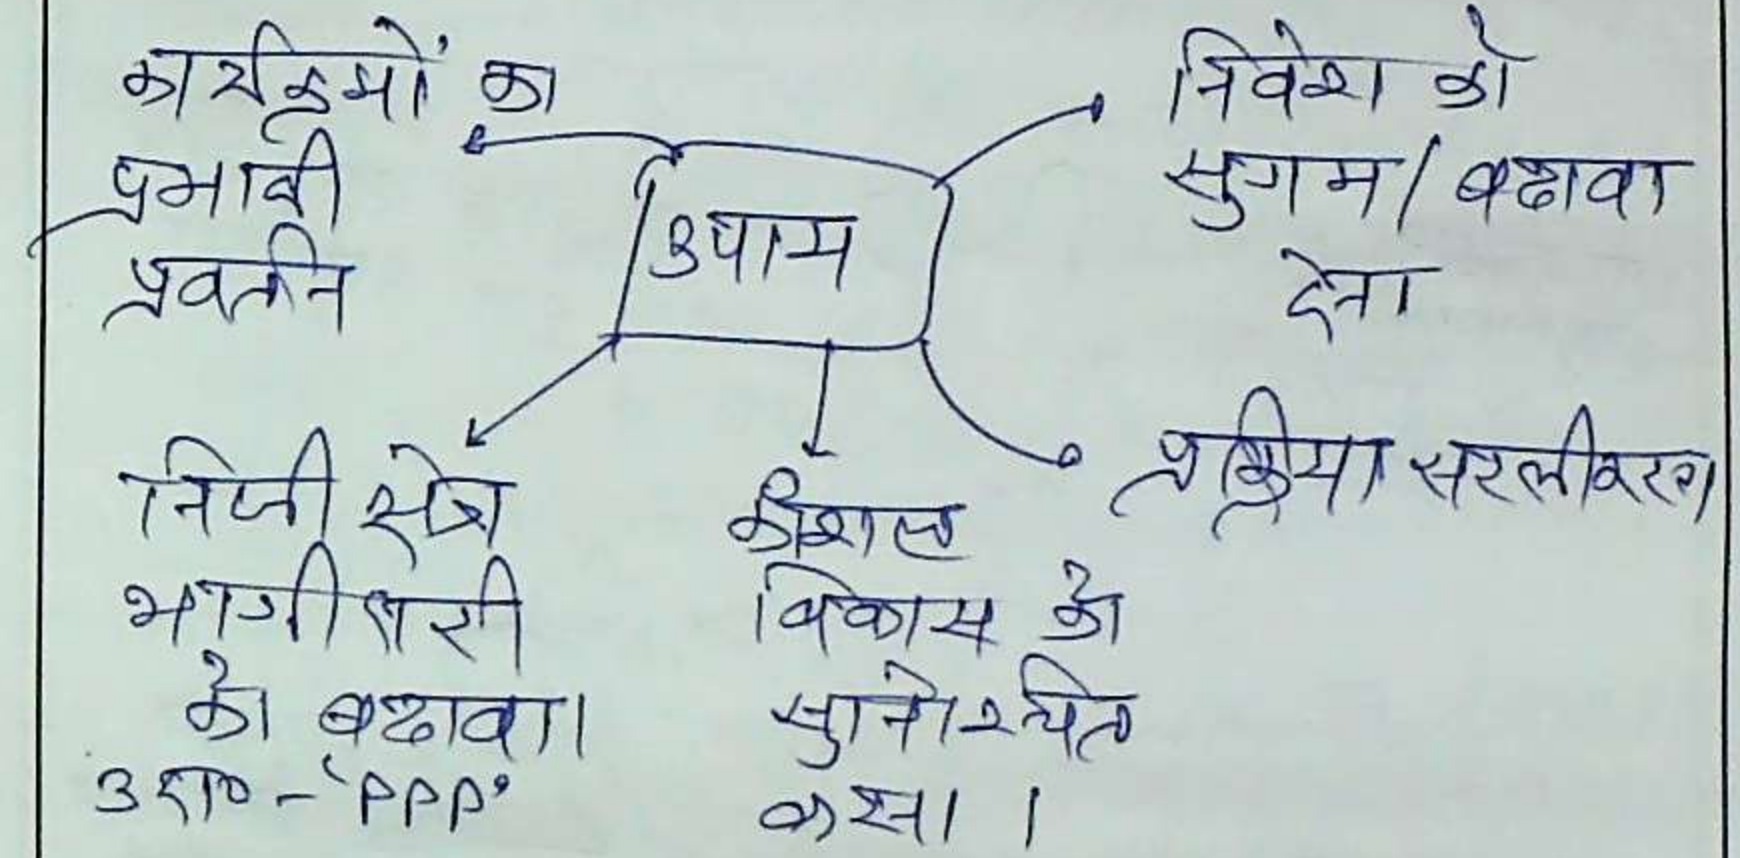 कार्यक्रमों का
प्रभावी
प्रवर्तन
उपाय
निवेश को
सुगम/बढावा
देना
प्रक्रिया सरलीकरण
निजी क्षेत्र
भागीदारी
को बढावा।
उदा० - 'PPP'
कौशल
विकास को
सुनिश्चित
करना।